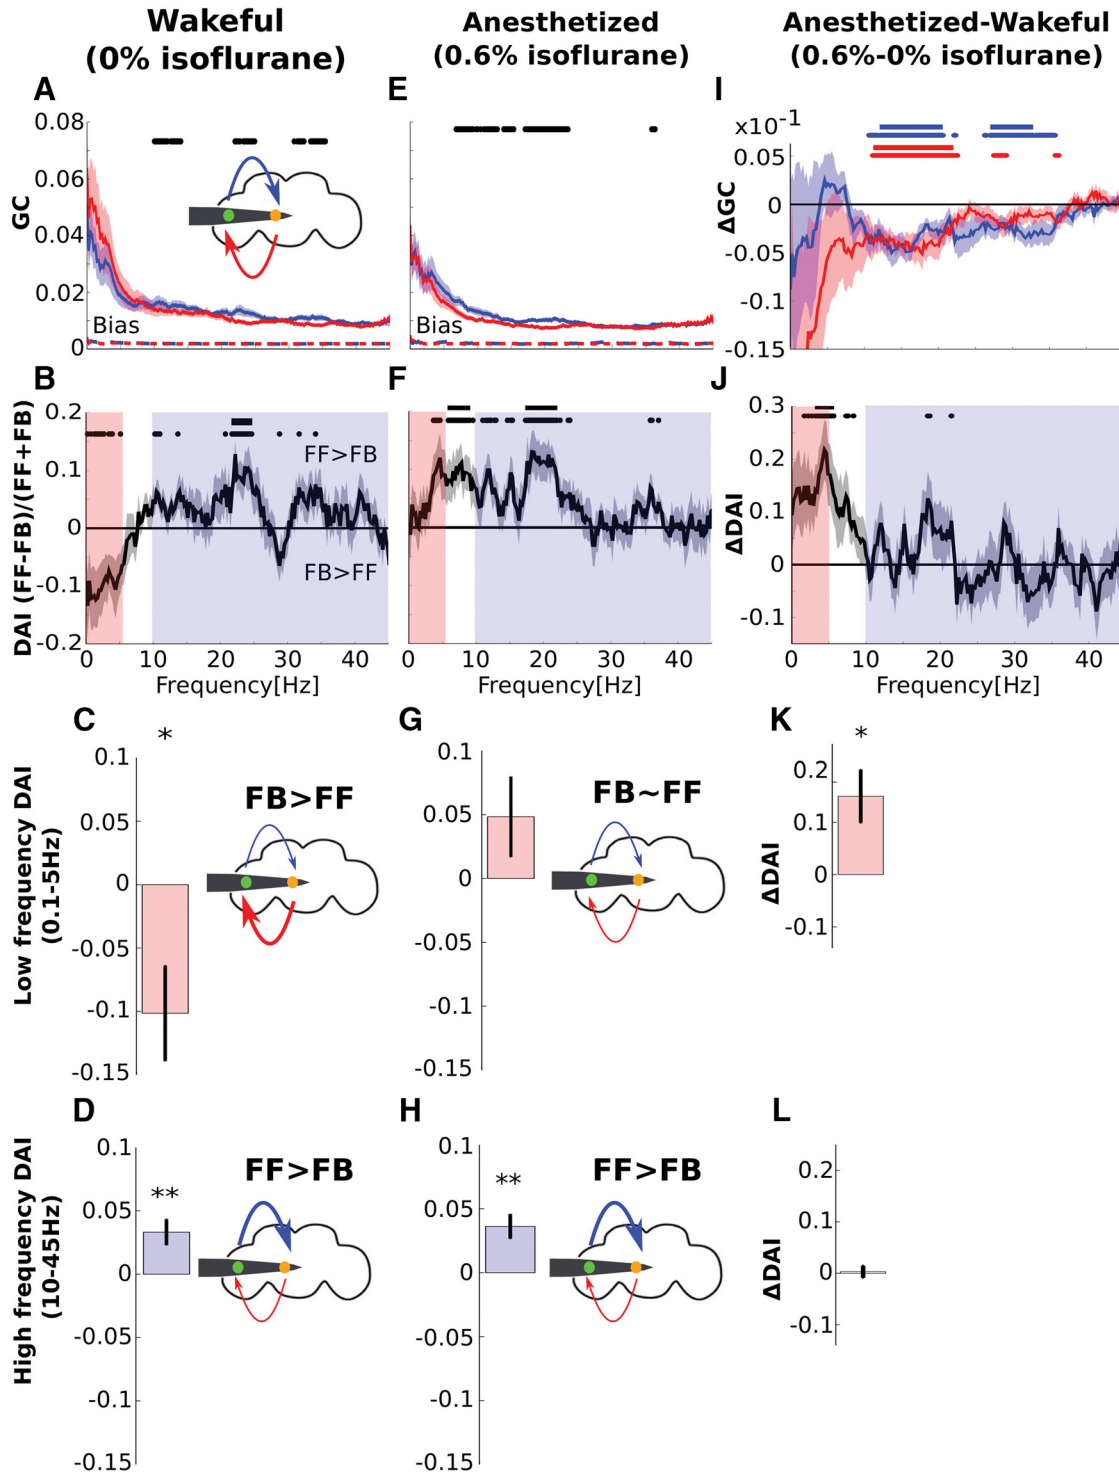 Wakeful
(0% isoflurane)
Anesthetized
(0.6% isoflurane)
Anesthetized-Wakeful
(0.6%-0% isoflurane)
A
GC
0.08
0.06
0.04
0.02
0
Bias
E
Bias
I
x10⁻¹
ΔGC
0.05
0
-0.05
-0.1
-0.15
B
DAI (FF-FB)/(FF+FB)
0.2
0.1
0
-0.1
-0.2
FF>FB
FB>FF
0 10 20 30 40
Frequency[Hz]
F
0 10 20 30 40
Frequency[Hz]
J
ΔDAI
0.3
0.2
0.1
0
-0.1
0 10 20 30 40
Frequency[Hz]
C
Low frequency DAI
(0.1-5Hz)
*
0.1
0.05
0
-0.05
-0.1
-0.15
FB>FF
G
0.1
0.05
0
-0.05
-0.1
-0.15
FB~FF
K
*
ΔDAI
0.2
0.1
0
-0.1
D
High frequency DAI
(10-45Hz)
**
0.1
0.05
0
-0.05
-0.1
-0.15
FF>FB
H
**
0.1
0.05
0
-0.05
-0.1
-0.15
FF>FB
L
ΔDAI
0.2
0.1
0
-0.1